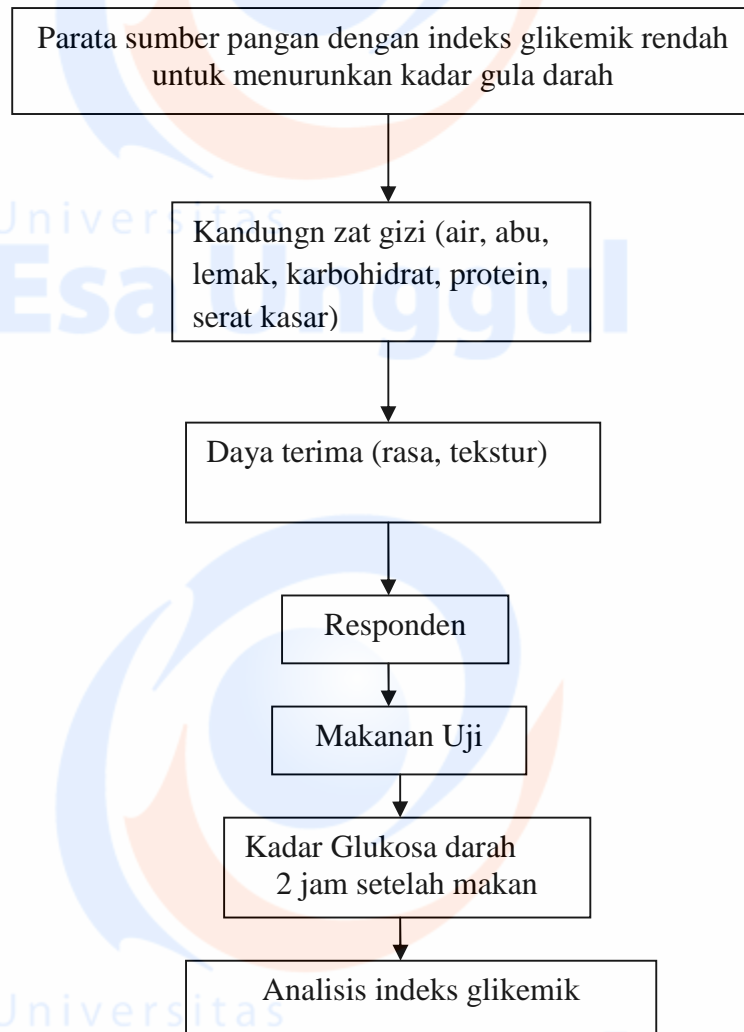 Parata sumber pangan dengan indeks glikemik rendah
untuk menurunkan kadar gula darah
Universitas
Esa Unggul
Kandungn zat gizi (air, abu,
lemak, karbohidrat, protein,
serat kasar)
Daya terima (rasa, tekstur)
Responden
Makanan Uji
Kadar Glukosa darah
2 jam setelah makan
Analisis indeks glikemik
Universitas